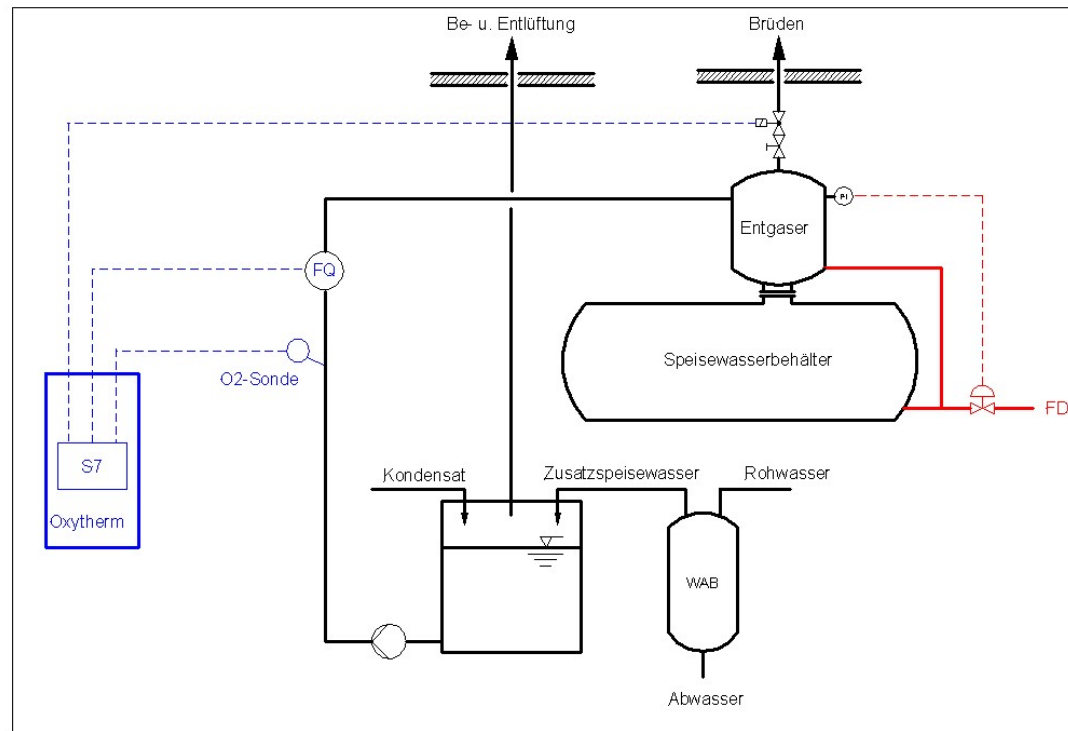 Be- u. Entlüftung
Brüden
PI
Entgaser
FQ
Speisewasserbehälter
O2-Sonde
FD
S7
Kondensat
Zusatzspeisewasser
Rohwasser
Oxytherm
WAB
Abwasser